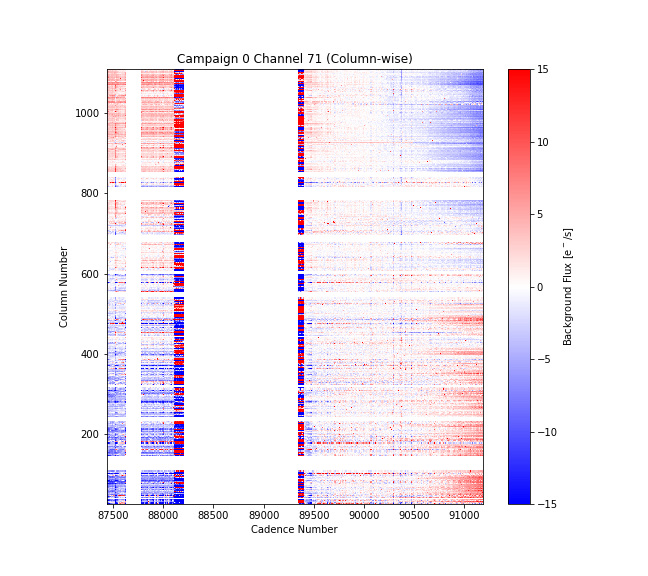 Campaign 0 Channel 71 (Column-wise)
1000
800
600
400
200
Column Number
87500 88000 88500 89000 89500 90000 90500 91000
Cadence Number
15
10
5
0
−5
−10
−15
Background Flux [e⁻/s]